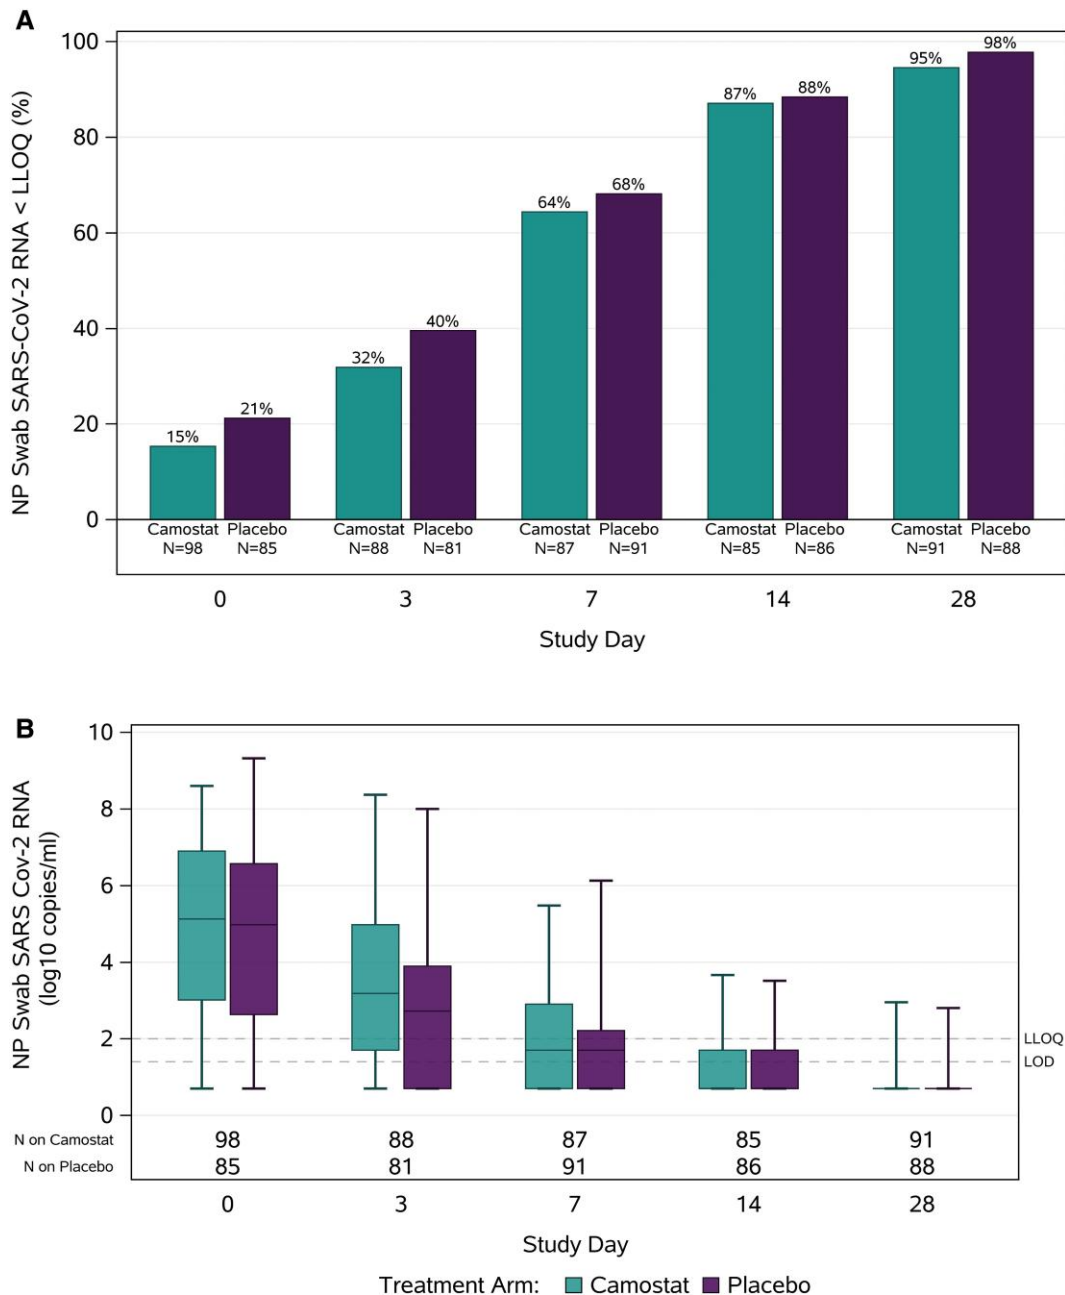 A
NP Swab SARS-CoV-2 RNA < LLOQ (%)
100
80
60
40
20
0
15%
21%
32%
40%
64%
68%
87%
88%
95%
98%
Camostat Placebo Camostat Placebo Camostat Placebo Camostat Placebo Camostat Placebo
N=98 N=85 N=88 N=81 N=87 N=91 N=85 N=86 N=91 N=88
0 3 7 14 28
Study Day
B
NP Swab SARS Cov-2 RNA
(log10 copies/ml)
10
8
6
4
2
0
LLOQ
LOD
N on Camostat 98 88 87 85 91
N on Placebo 85 81 91 86 88
0 3 7 14 28
Study Day
Treatment Arm: Camostat Placebo